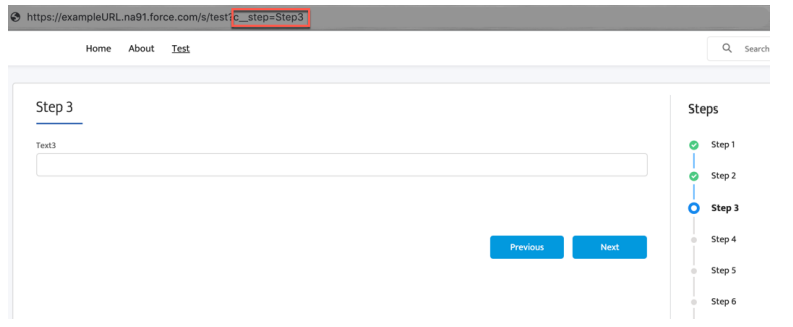 https://exampleURL.na91.force.com/s/test?c__step=Step3
Home About Test
Search
Step 3
Text3
Previous Next
Steps
Step 1
Step 2
Step 3
Step 4
Step 5
Step 6